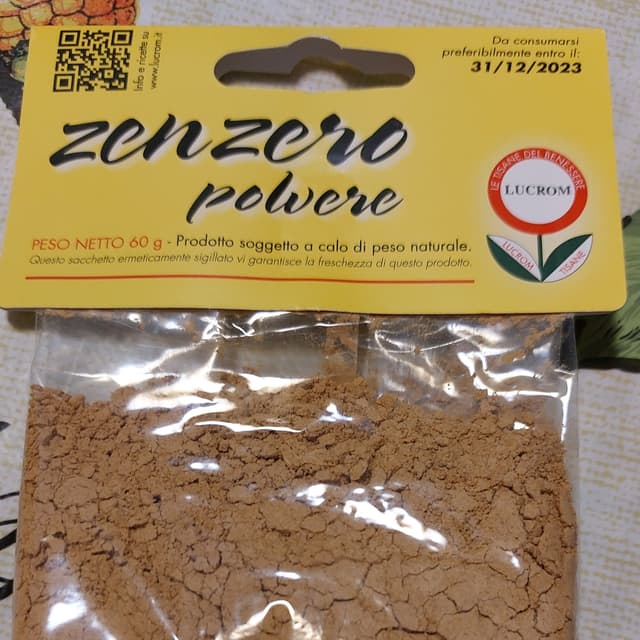 Info e ricette su
www.lucrom.it
Da consumarsi
preferibilmente entro il:
31/12/2023
zenzero
polvere
PESO NETTO 60 g - Prodotto soggetto a calo di peso naturale.
Questo sacchetto ermeticamente sigillato vi garantisce la freschezza di questo prodotto.
LE TISANE DEL BENESSERE
LUCROM
LUCROM
TISANE